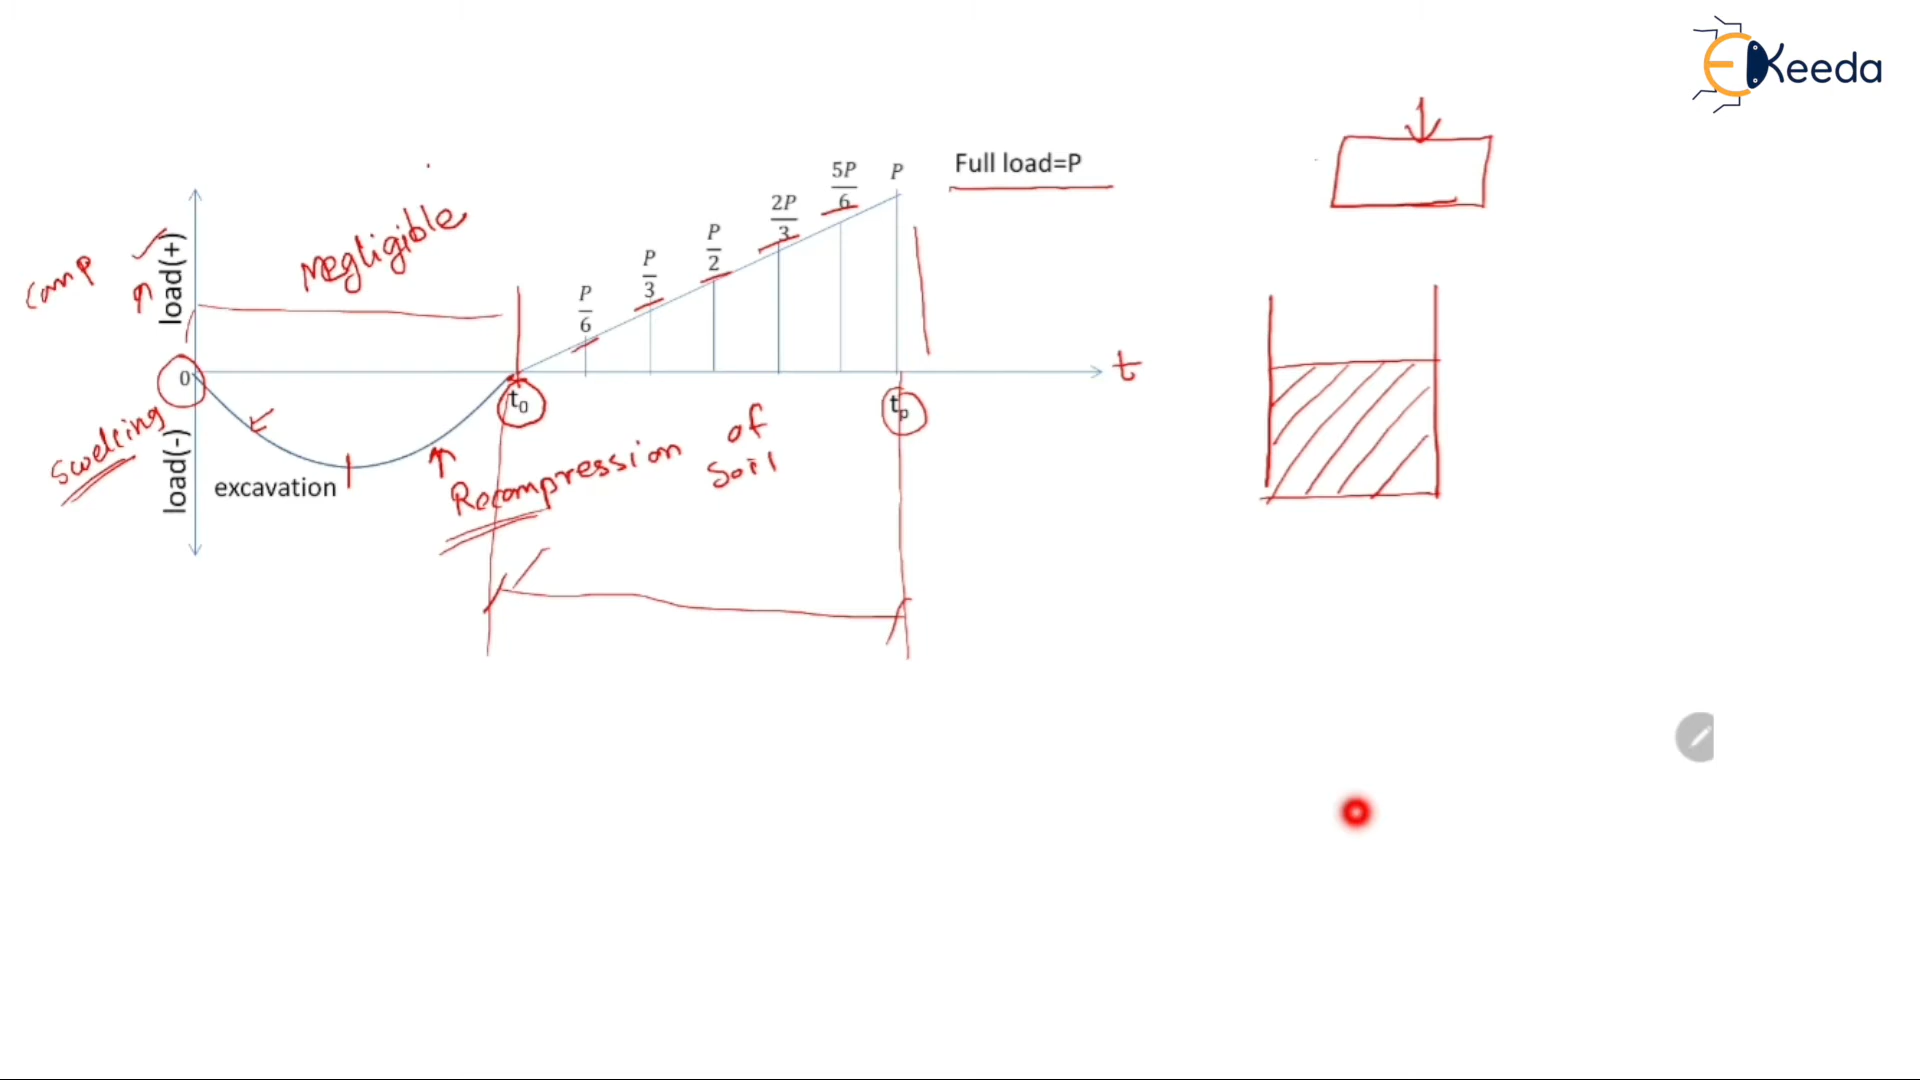 EKeeda
Full load=P
P/6
P/3
P/2
2P/3
5P/6
P
Negligible
comp
load(+)
0
t
t₀
tₚ
swelling
load(-)
excavation
Recompression of
Soil